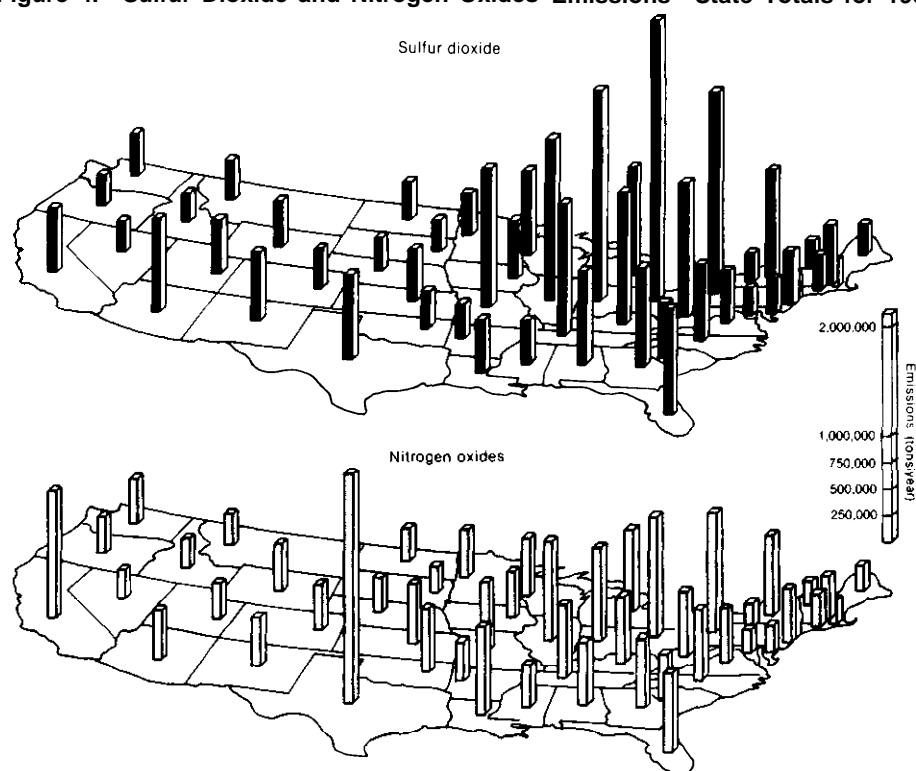 Figure 4. Sulfur Dioxide and Nitrogen Oxides Emissions State Totals for
Sulfur dioxide
2,000,000
1,000,000
750,000
500,000
250,000
Emissions (tons/year)
Nitrogen oxides